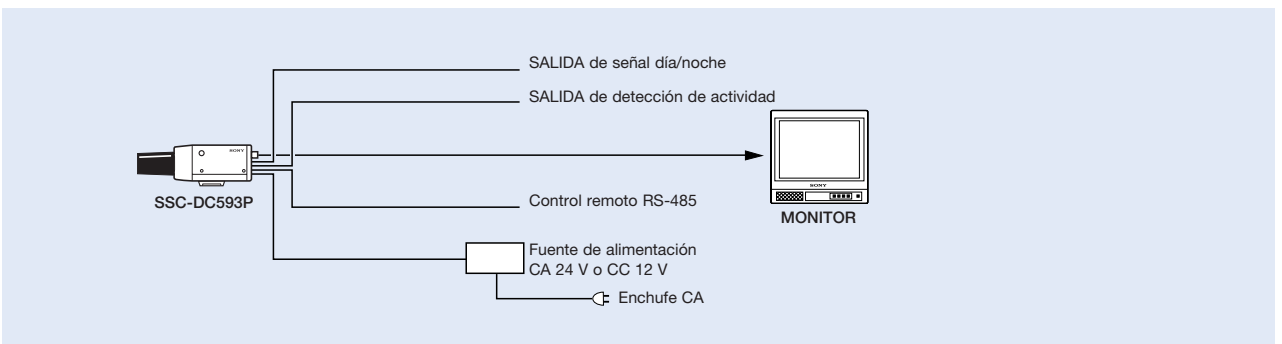 SALIDA de señal día/noche
SALIDA de detección de actividad
SONY
SSC-DC593P
Control remoto RS-485
SONY
MONITOR
Fuente de alimentación
CA 24 V o CC 12 V
Enchufe CA